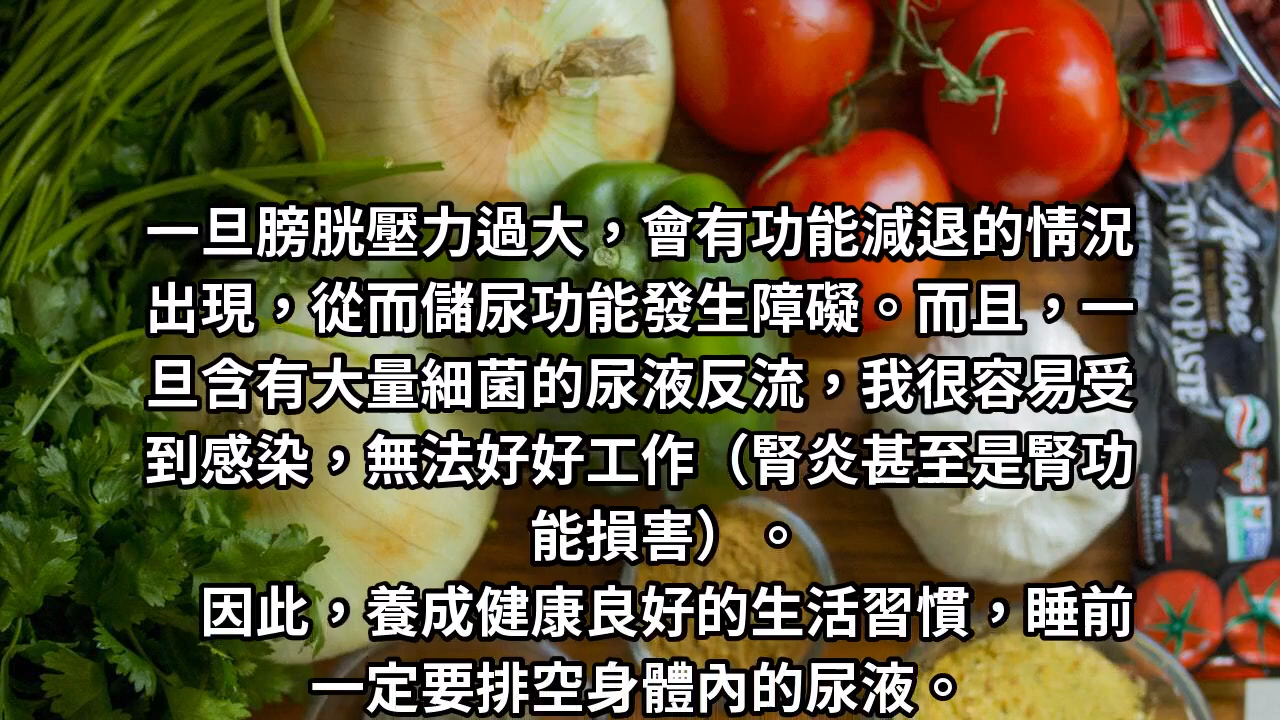 一旦膀胱壓力過大，會有功能減退的情況
出現，從而儲尿功能發生障礙。而且，一
旦含有大量細菌的尿液反流，我很容易受
到感染，無法好好工作（腎炎甚至是腎功
能損害）。
因此，養成健康良好的生活習慣，睡前
一定要排空身體內的尿液。
Amore
TOMATO PASTE